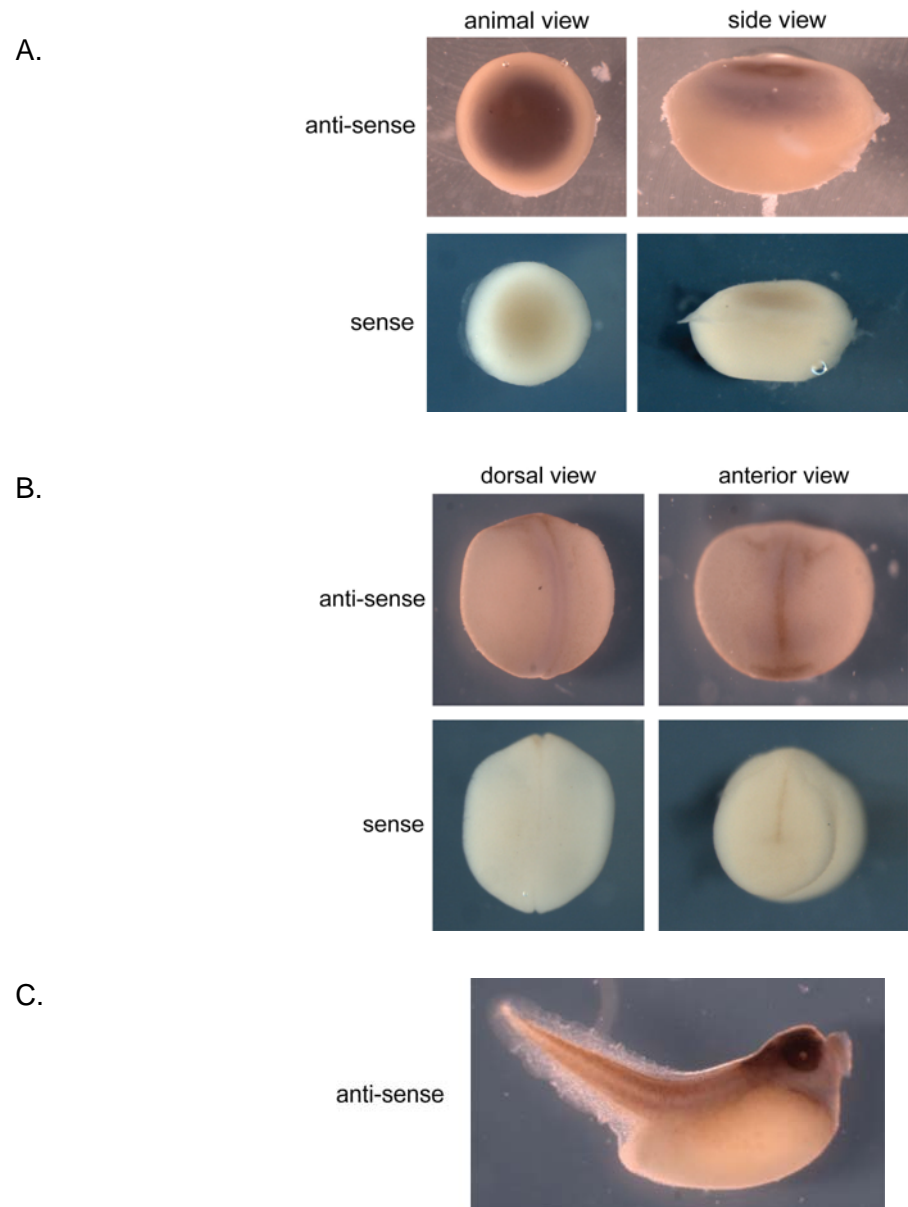 A.
animal view side view
anti-sense
sense
B.
dorsal view anterior view
anti-sense
sense
C.
anti-sense